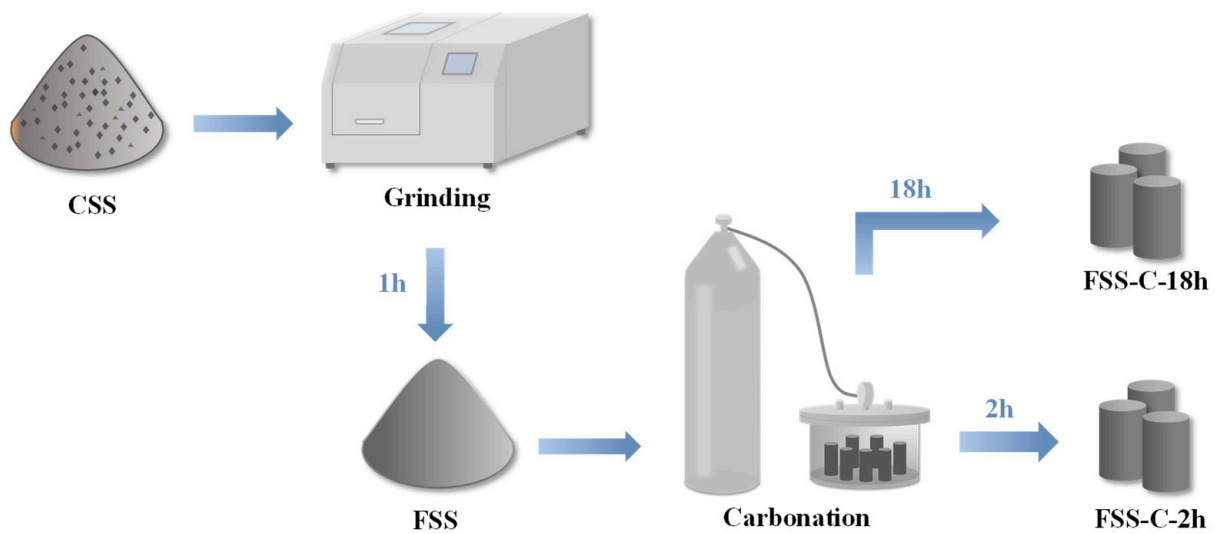 CSS
Grinding
1h
FSS
Carbonation
18h
FSS-C-18h
2h
FSS-C-2h